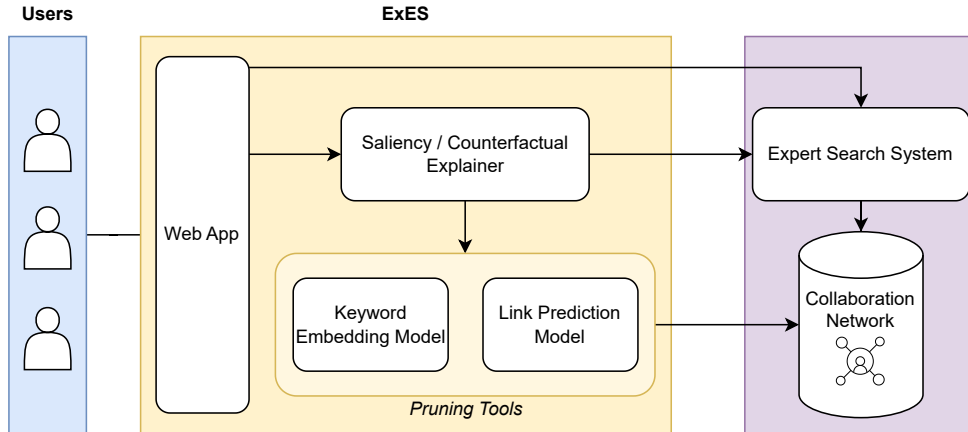 Users
ExES
Saliency / Counterfactual
Explainer
Expert Search System
Web App
Keyword
Embedding Model
Link Prediction
Model
Collaboration
Network
Pruning Tools